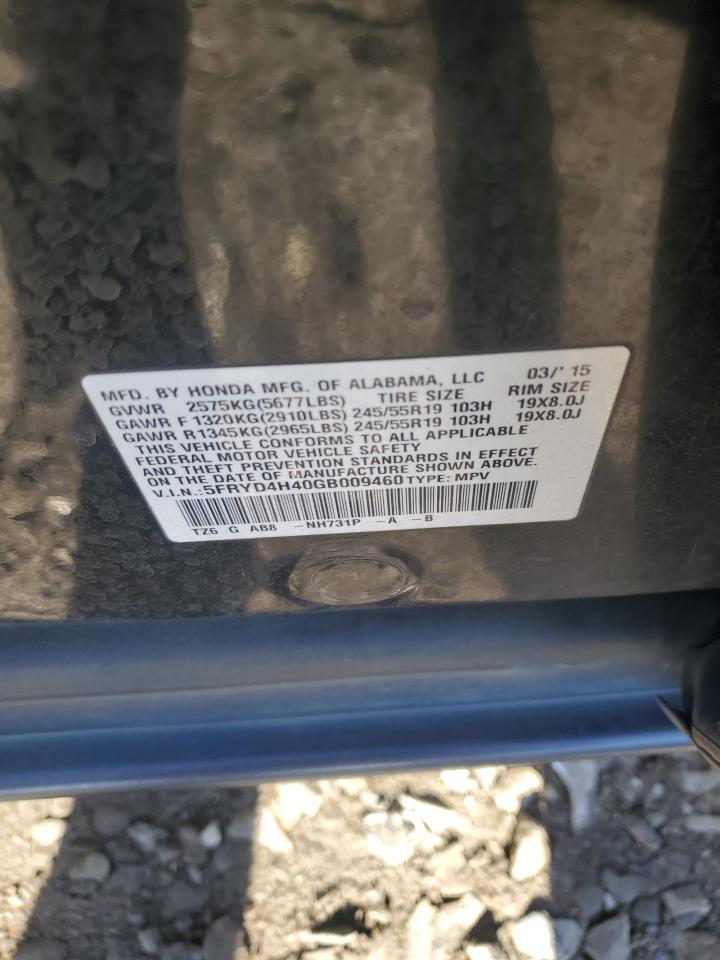 MFD. BY HONDA MFG. OF ALABAMA, LLC 03/'15
GVWR 2575KG(5677LBS) TIRE SIZE RIM SIZE
GAWR F 1320KG(2910LBS) 245/55R19 103H 19X8.0J
GAWR R1345KG(2965LBS) 245/55R19 103H 19X8.0J
THIS VEHICLE CONFORMS TO ALL APPLICABLE
FEDERAL MOTOR VEHICLE SAFETY
AND THEFT PREVENTION STANDARDS IN EFFECT
ON THE DATE OF MANUFACTURE SHOWN ABOVE.
V.I.N.:5FRYD4H40GB009460 TYPE: MPV
TZ6 G AB8 -NH731P -A -B